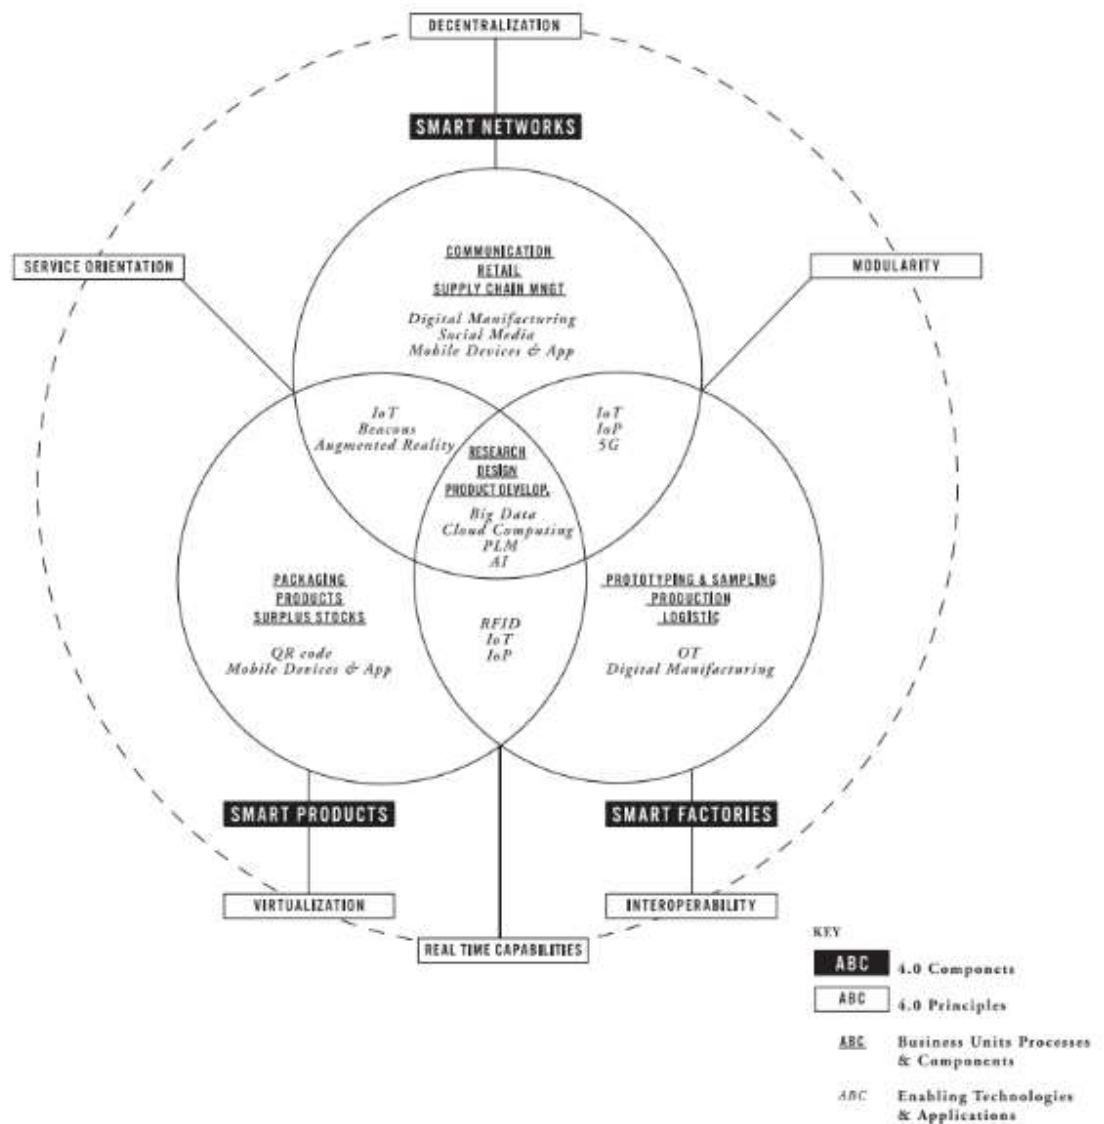 DECENTRALIZATION
SMART NETWORKS
SERVICE ORIENTATION
MODULARITY
COMMUNICATION
RETAIL
SUPPLY CHAIN MNGT
Digital Manifacturing
Social Media
Mobile Devices & App
IoT
Beacons
Augmented Reality
IoT
IoP
5G
RESEARCH
DESIGN
PRODUCT DEVELOP.
Big Data
Cloud Computing
PLM
AI
PACKAGING
PRODUCTS
SURPLUS STOCKS
QR code
Mobile Devices & App
RFID
IoT
IoP
PROTOTYPING & SAMPLING
PRODUCTION
LOGISTIC
OT
Digital Manifacturing
SMART PRODUCTS
SMART FACTORIES
VIRTUALIZATION
INTEROPERABILITY
REAL TIME CAPABILITIES
KEY
ABC 4.0 Componets
ABC 4.0 Principles
ABC Business Units Processes
& Components
ABC Enabling Technologies
& Applications